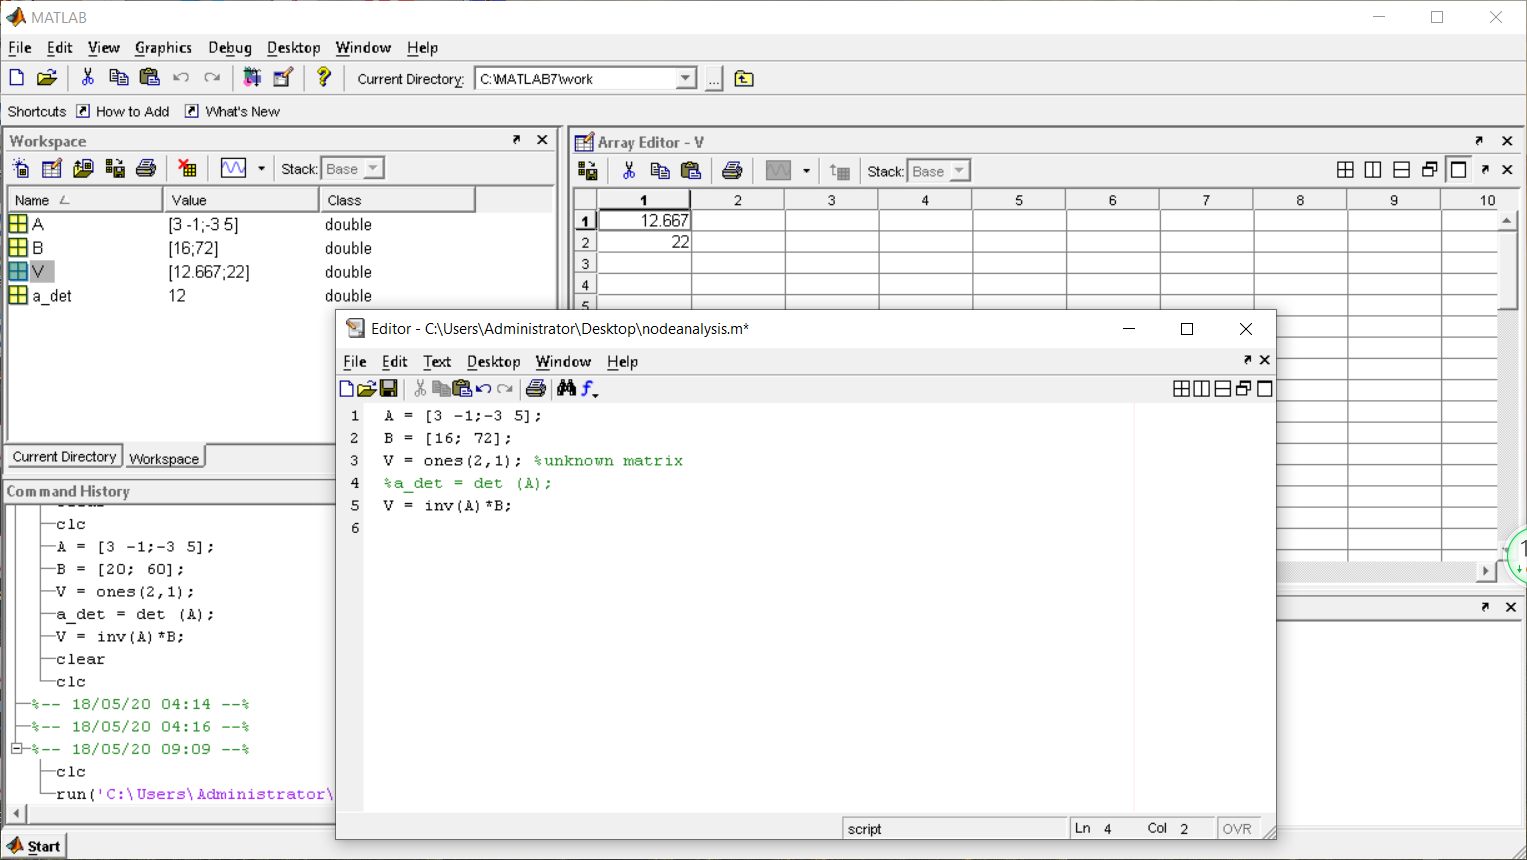 MATLAB
File Edit View Graphics Debug Desktop Window Help
Current Directory: C:\MATLAB7\work ...
Shortcuts How to Add What's New
Workspace
Stack: Base
Name Value Class
A [3 -1;-3 5] double
B [16;72] double
V [12.667;22] double
a_det 12 double
Current Directory Workspace
Array Editor - V
Stack: Base
1 2 3 4 5 6 7 8 9 10
1 12.667
2 22
3
4
5
Command History
clc
A = [3 -1;-3 5];
B = [20; 60];
V = ones(2,1);
a_det = det (A);
V = inv(A)*B;
clear
clc
%-- 18/05/20 04:14 --%
%-- 18/05/20 04:16 --%
%-- 18/05/20 09:09 --%
clc
run('C:\Users\Administrator\
Start
Editor - C:\Users\Administrator\Desktop\nodeanalysis.m*
File Edit Text Desktop Window Help
1 A = [3 -1;-3 5];
2 B = [16; 72];
3 V = ones(2,1); %unknown matrix
4 %a_det = det (A);
5 V = inv(A)*B;
6
script Ln 4 Col 2 OVR